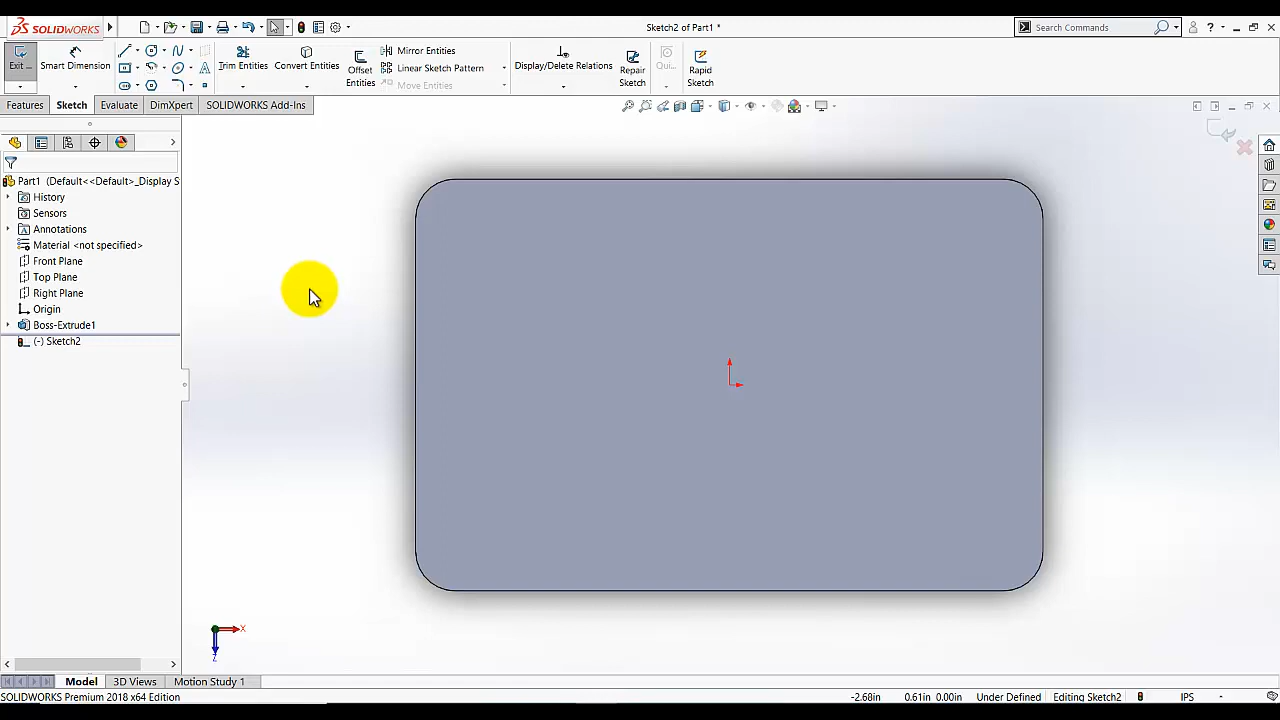 SOLIDWORKS
Sketch2 of Part1 *
Search Commands
?
Exit ...
Smart Dimension
Trim Entities
Convert Entities
Offset
Entities
Mirror Entities
Linear Sketch Pattern
Move Entities
Display/Delete Relations
Repair
Sketch
Qui...
Rapid
Sketch
Features
Sketch
Evaluate
DimXpert
SOLIDWORKS Add-Ins
Part1 (Default<<Default>_Display S
History
Sensors
Annotations
Material <not specified>
Front Plane
Top Plane
Right Plane
Origin
Boss-Extrude1
(-) Sketch2
X
Z
Model
3D Views
Motion Study 1
SOLIDWORKS Premium 2018 x64 Edition
-2.68in
0.61in
0.00in
Under Defined
Editing Sketch2
IPS